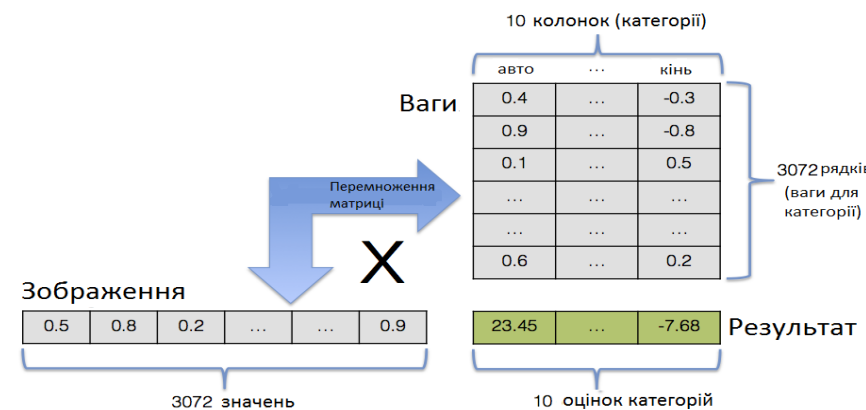 10 колонок (категорії)
авто ... кінь
Ваги
0.4 ... -0.3
0.9 ... -0.8
0.1 ... 0.5
... ... ...
... ... ...
0.6 ... 0.2
3072 рядків
(ваги для
категорії)
Перемноження
матриці
X
Зображення
0.5 0.8 0.2 ... ... 0.9
23.45 ... -7.68
Результат
3072 значень
10 оцінок категорій